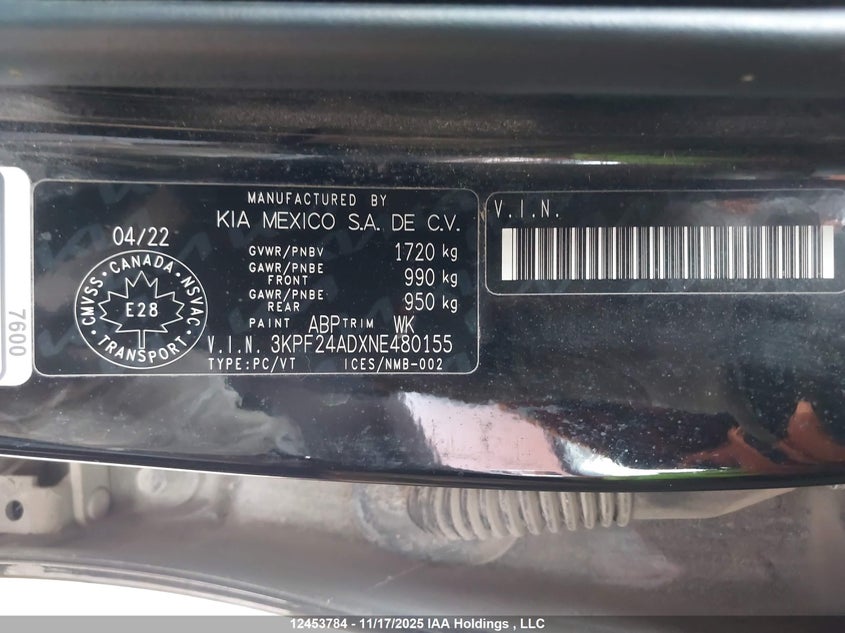 MANUFACTURED BY
KIA MEXICO S.A. DE C.V.
04/22
GVWR/PNBV 1720 kg
GAWR/PNBE FRONT 990 kg
GAWR/PNBE REAR 950 kg
PAINT ABP TRIM WK
V.I.N. 3KPF24ADXNE480155
TYPE:PC/VT ICES/NMB-002
CMVSS • CANADA • NSVAC
E28
TRANSPORT
V.I.N.
7600
12453784 - 11/17/2025 IAA Holdings , LLC